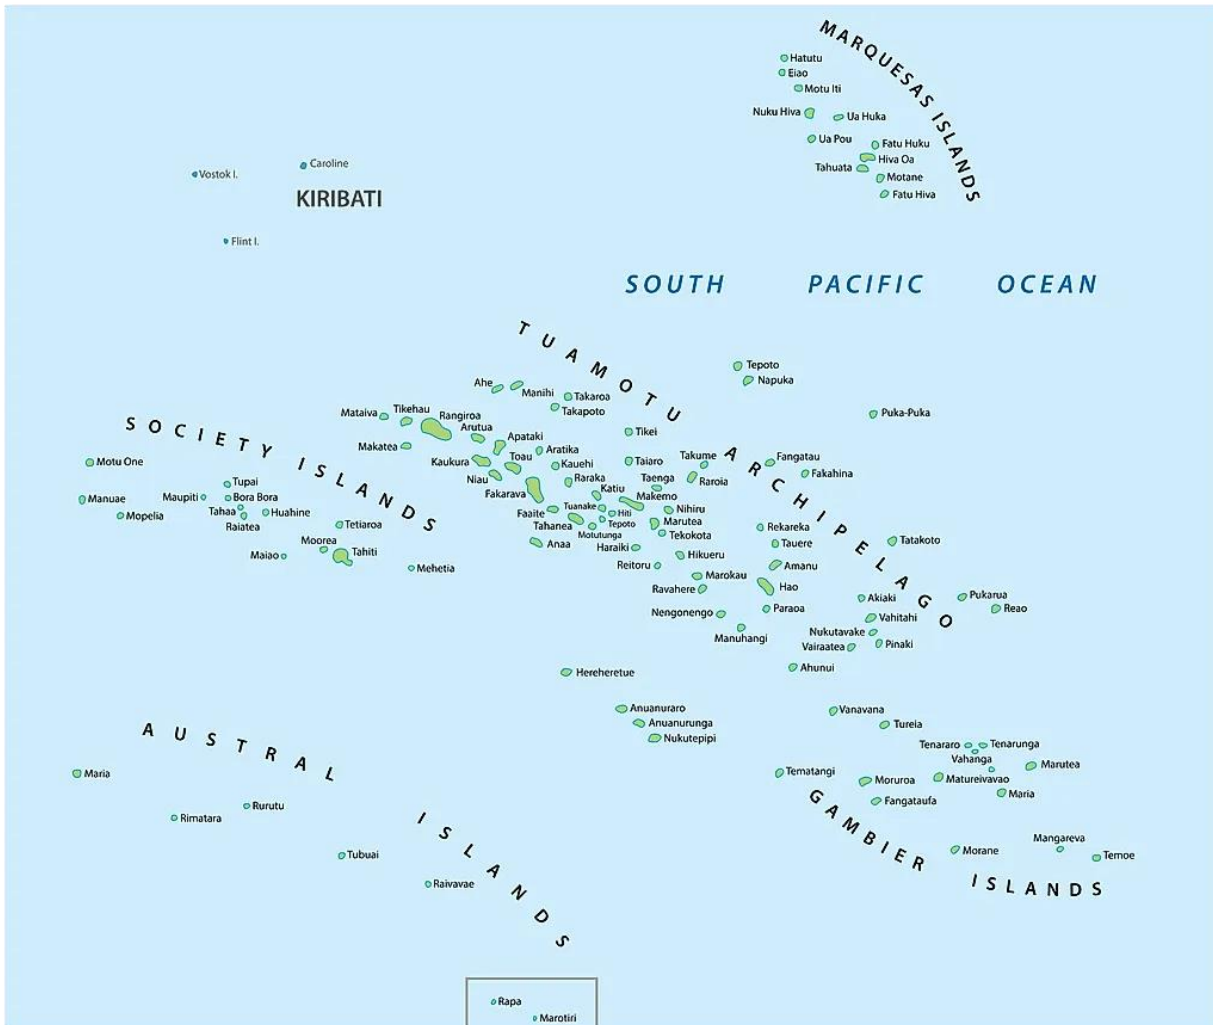 MARQUESAS ISLANDS
Hatutu
Eiao
Motu Iti
Nuku Hiva
Ua Huka
Ua Pou
Fatu Huku
Hiva Oa
Tahuata
Motane
Fatu Hiva
Caroline
Vostok I.
KIRIBATI
Flint I.
SOUTH PACIFIC OCEAN
TUAMOTU ARCHIPELAGO
Tepoto
Napuka
Puka-Puka
Ahe
Manihi
Takaroa
Takapoto
Mataiva
Tikehau
Rangiroa
Arutua
Apataki
Tikei
Makatea
Kaukura
Toau
Aratika
Kauehi
Taiaro
Takume
Fangatau
Fakahina
Niau
Raraka
Taenga
Raroia
Fakarava
Katiu
Makemo
Faaite
Tuanake
Hiti
Nihiru
Tahanea
Tepoto
Marutea
Motutunga
Tekokota
Rekareka
Anaa
Haraiki
Tauere
Tatakoto
Hikueru
Reitoru
Amanu
Marokau
Ravahere
Hao
Akiaki
Pukarua
Reao
Nengonengo
Paraoa
Vahitahi
Manuhangi
Nukutavake
Vairaatea
Pinaki
Ahunui
Hereheretue
Anuanuraro
Anuanurunga
Nukutepipi
Vanavana
Tureia
Tenararo
Tenarunga
Vahanga
Marutea
Tematangi
Moruroa
Matureivavao
Maria
Fangataufa
SOCIETY ISLANDS
Motu One
Manuae
Mopelia
Tupai
Maupiti
Bora Bora
Tahaa
Huahine
Raiatea
Tetiaroa
Moorea
Maiao
Tahiti
Mehetia
GAMBIER ISLANDS
Morane
Mangareva
Temoe
AUSTRAL ISLANDS
Maria
Rimatara
Rurutu
Tubuai
Raivavae
Rapa
Marotiri